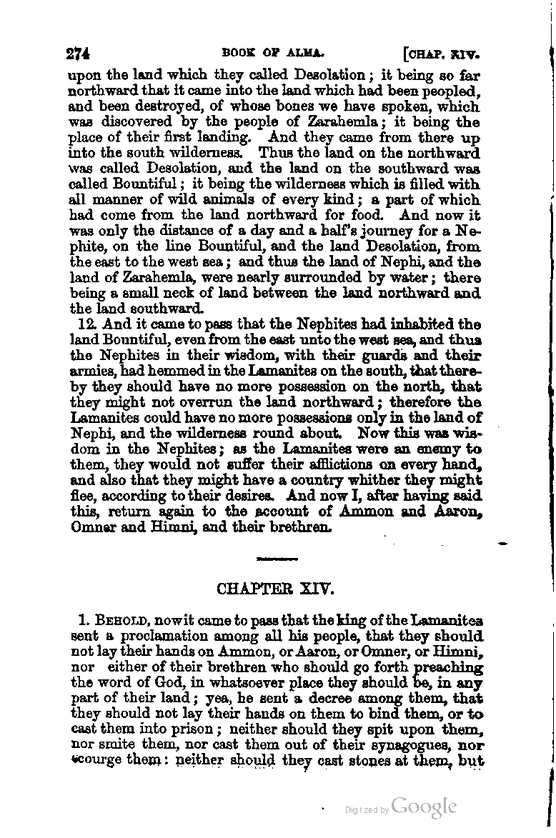 274 BOOK OF ALMA. [CHAP. XIV.
upon the land which they called Desolation; it being so far
northward that it came into the land which had been peopled,
and been destroyed, of whose bones we have spoken, which
was discovered by the people of Zarahemla; it being the
place of their first landing. And they came from there up
into the south wilderness. Thus the land on the northward
was called Desolation, and the land on the southward was
called Bountiful; it being the wilderness which is filled with
all manner of wild animals of every kind; a part of which
had come from the land northward for food. And now it
was only the distance of a day and a half's journey for a Ne-
phite, on the line Bountiful, and the land Desolation, from
the east to the west sea; and thus the land of Nephi, and the
land of Zarahemla, were nearly surrounded by water; there
being a small neck of land between the land northward and
the land southward.
12. And it came to pass that the Nephites had inhabited the
land Bountiful, even from the east unto the west sea, and thus
the Nephites in their wisdom, with their guards and their
armies, had hemmed in the Lamanites on the south, that there-
by they should have no more possession on the north, that
they might not overrun the land northward; therefore the
Lamanites could have no more possessions only in the land of
Nephi, and the wilderness round about. Now this was wis-
dom in the Nephites; as the Lamanites were an enemy to
them, they would not suffer their afflictions on every hand,
and also that they might have a country whither they might
flee, according to their desires. And now I, after having said
this, return again to the account of Ammon and Aaron,
Omner and Himni, and their brethren.
CHAPTER XIV.
1. BEHOLD, now it came to pass that the king of the Lamanites
sent a proclamation among all his people, that they should
not lay their hands on Ammon, or Aaron, or Omner, or Himni,
nor either of their brethren who should go forth preaching
the word of God, in whatsoever place they should be, in any
part of their land; yea, he sent a decree among them, that
they should not lay their hands on them to bind them, or to
cast them into prison; neither should they spit upon them,
nor smite them, nor cast them out of their synagogues, nor
scourge them: neither should they cast stones at them, but
Digitized by Google